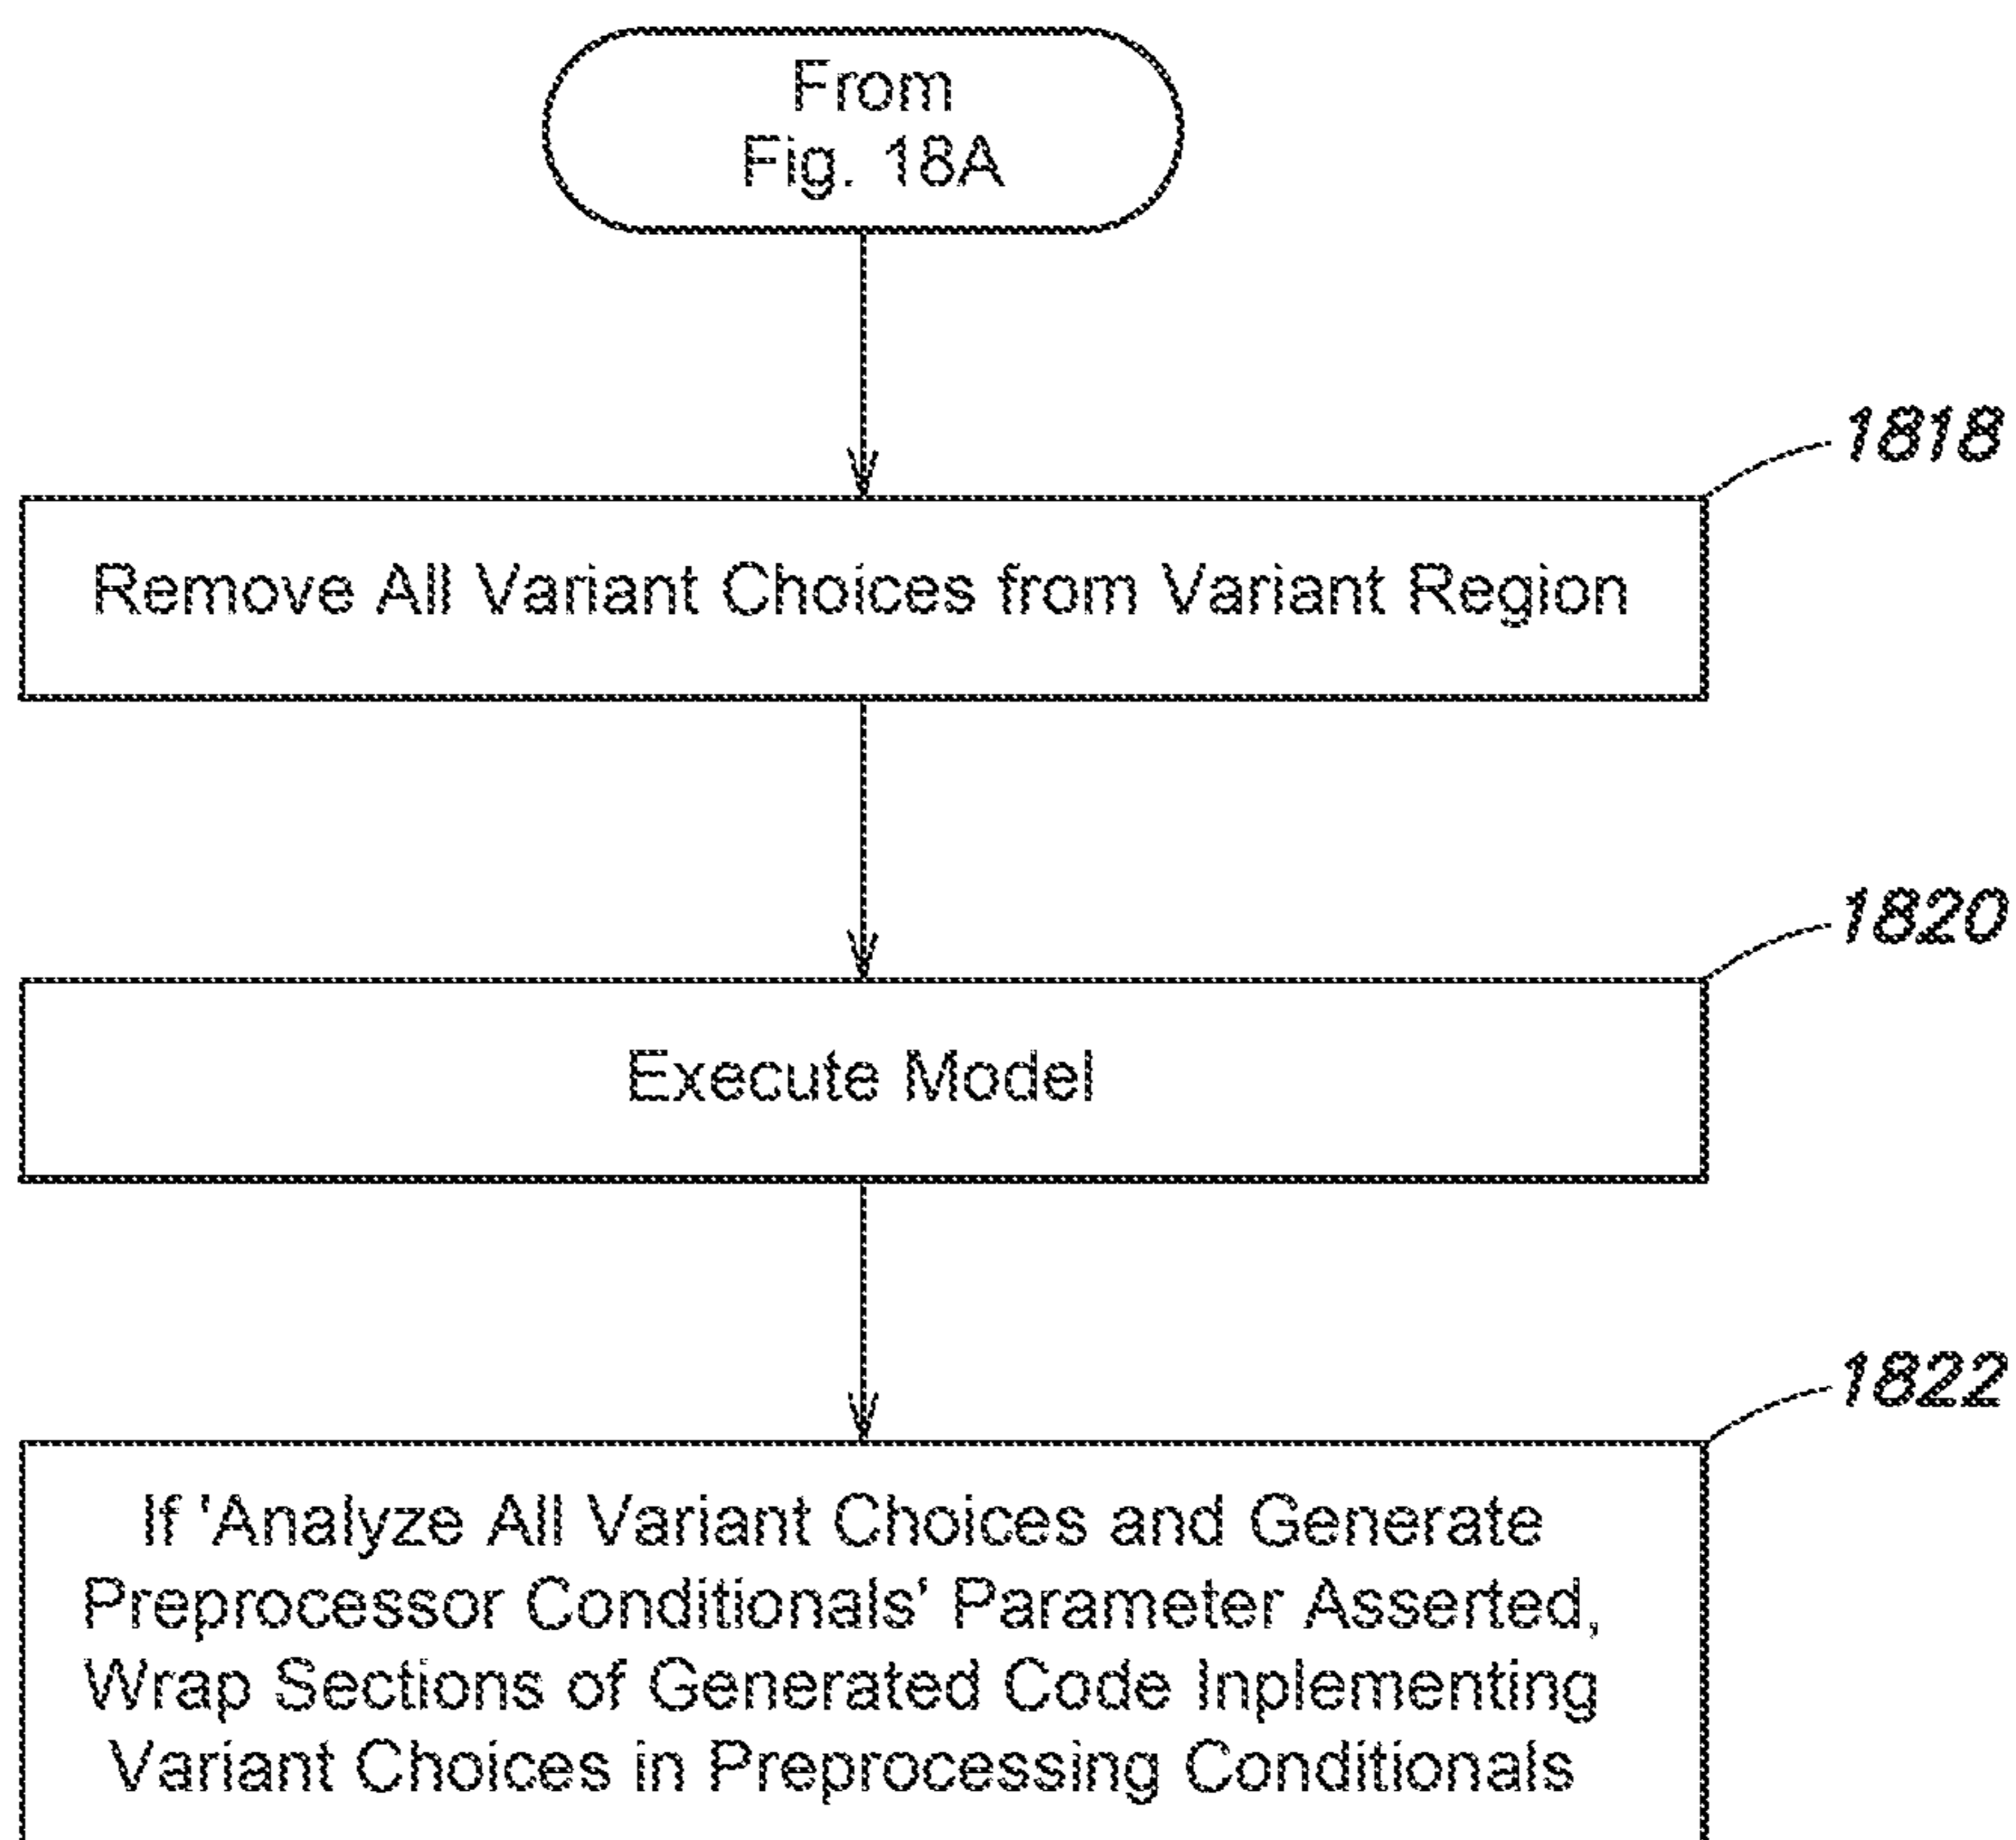 From
Fig. 18A
1818
Remove All Variant Choices from Variant Region
1820
Execute Model
1822
If 'Analyze All Variant Choices and Generate
Preprocessor Conditionals' Parameter Asserted,
Wrap Sections of Generated Code Inplementing
Variant Choices in Preprocessing Conditionals